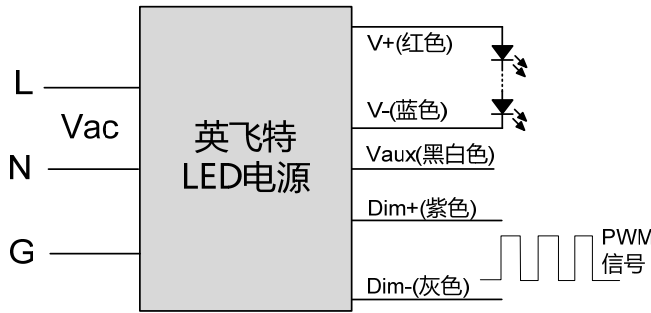 L
Vac
N
G
英飞特
LED电源
V+(红色)
V-(蓝色)
Vaux(黑白色)
Dim+(紫色)
Dim-(灰色)
PWM
信号